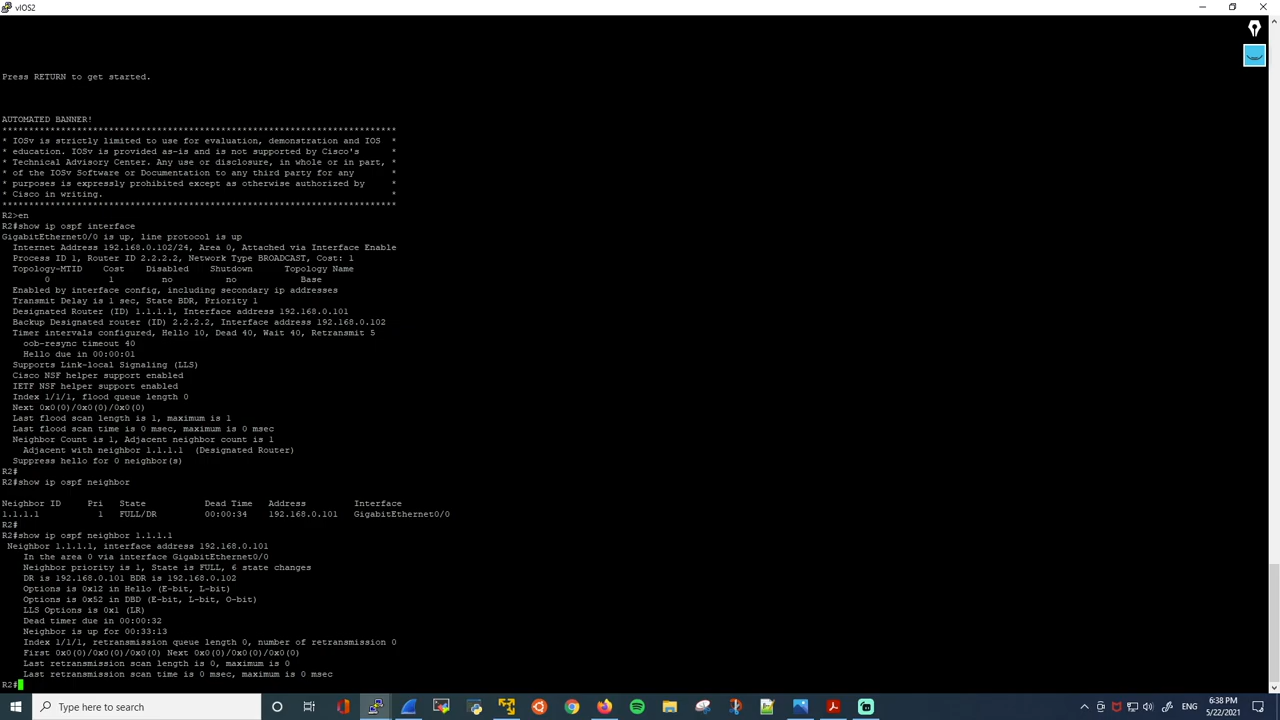 vIOS2
Press RETURN to get started.
AUTOMATED BANNER!
**************************************************************************
* IOSv is strictly limited to use for evaluation, demonstration and IOS  *
* education. IOSv is provided as-is and is not supported by Cisco's      *
* Technical Advisory Center. Any use or disclosure, in whole or in part, *
* of the IOSv Software or Documentation to any third party for any       *
* purposes is expressly prohibited except as otherwise authorized by     *
* Cisco in writing.                                                      *
**************************************************************************
R2>en
R2#show ip ospf interface
GigabitEthernet0/0 is up, line protocol is up
  Internet Address 192.168.0.102/24, Area 0, Attached via Interface Enable
  Process ID 1, Router ID 2.2.2.2, Network Type BROADCAST, Cost: 1
  Topology-MTID    Cost    Disabled    Shutdown      Topology Name
        0           1         no          no            Base
  Enabled by interface config, including secondary ip addresses
  Transmit Delay is 1 sec, State BDR, Priority 1
  Designated Router (ID) 1.1.1.1, Interface address 192.168.0.101
  Backup Designated router (ID) 2.2.2.2, Interface address 192.168.0.102
  Timer intervals configured, Hello 10, Dead 40, Wait 40, Retransmit 5
    oob-resync timeout 40
    Hello due in 00:00:01
  Supports Link-local Signaling (LLS)
  Cisco NSF helper support enabled
  IETF NSF helper support enabled
  Index 1/1/1, flood queue length 0
  Next 0x0(0)/0x0(0)/0x0(0)
  Last flood scan length is 1, maximum is 1
  Last flood scan time is 0 msec, maximum is 0 msec
  Neighbor Count is 1, Adjacent neighbor count is 1
    Adjacent with neighbor 1.1.1.1  (Designated Router)
  Suppress hello for 0 neighbor(s)
R2#
R2#show ip ospf neighbor
Neighbor ID     Pri   State           Dead Time   Address         Interface
1.1.1.1           1   FULL/DR         00:00:34    192.168.0.101   GigabitEthernet0/0
R2#
R2#show ip ospf neighbor 1.1.1.1
 Neighbor 1.1.1.1, interface address 192.168.0.101
    In the area 0 via interface GigabitEthernet0/0
    Neighbor priority is 1, State is FULL, 6 state changes
    DR is 192.168.0.101 BDR is 192.168.0.102
    Options is 0x12 in Hello (E-bit, L-bit)
    Options is 0x52 in DBD (E-bit, L-bit, O-bit)
    LLS Options is 0x1 (LR)
    Dead timer due in 00:00:32
    Neighbor is up for 00:33:13
    Index 1/1/1, retransmission queue length 0, number of retransmission 0
    First 0x0(0)/0x0(0)/0x0(0) Next 0x0(0)/0x0(0)/0x0(0)
    Last retransmission scan length is 0, maximum is 0
    Last retransmission scan time is 0 msec, maximum is 0 msec
R2#
Type here to search
ENG
6:38 PM
5/22/2021